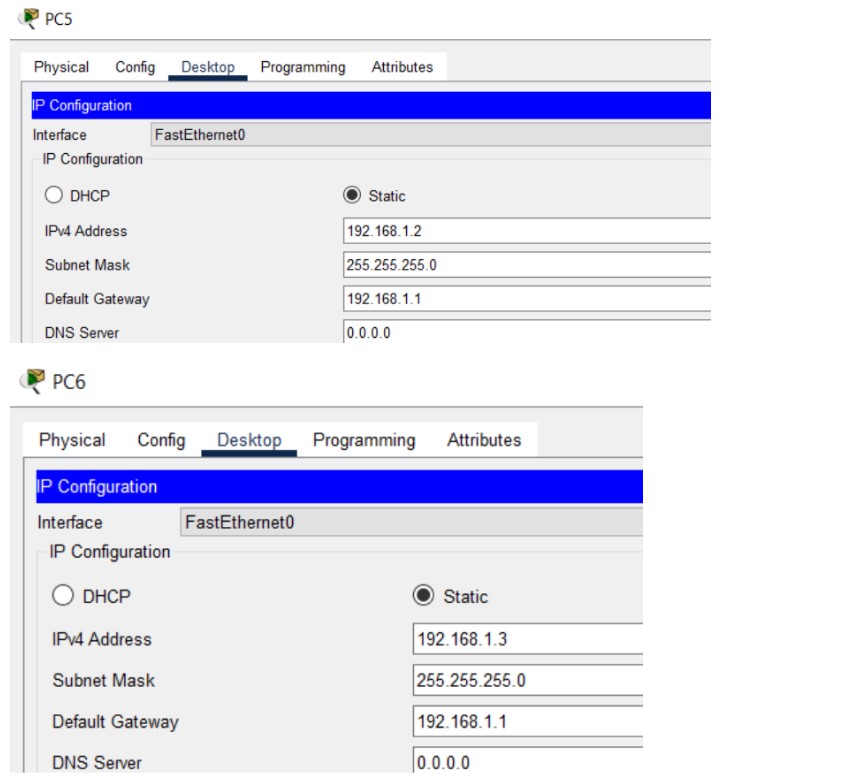 PC5
Physical Config Desktop Programming Attributes
IP Configuration
Interface FastEthernet0
IP Configuration
DHCP Static
IPv4 Address 192.168.1.2
Subnet Mask 255.255.255.0
Default Gateway 192.168.1.1
DNS Server 0.0.0.0
PC6
Physical Config Desktop Programming Attributes
IP Configuration
Interface FastEthernet0
IP Configuration
DHCP Static
IPv4 Address 192.168.1.3
Subnet Mask 255.255.255.0
Default Gateway 192.168.1.1
DNS Server 0.0.0.0